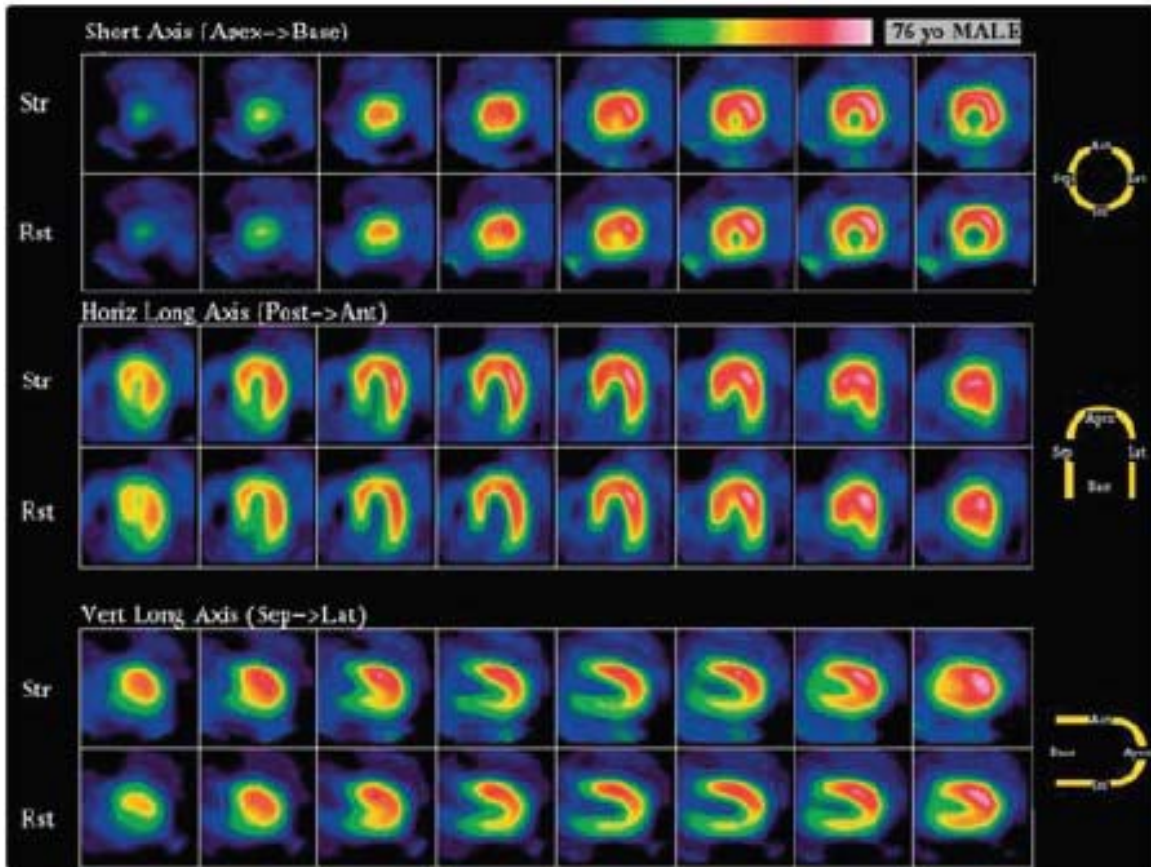 Short Axis (Apex->Base)
76 yo MALE
Str
Rst
Ant
Sep
Lat
Inf
Horiz Long Axis (Post->Ant)
Str
Rst
Apex
Sep
Lat
Base
Vert Long Axis (Sep->Lat)
Str
Rst
Ant
Base
Apex
Inf